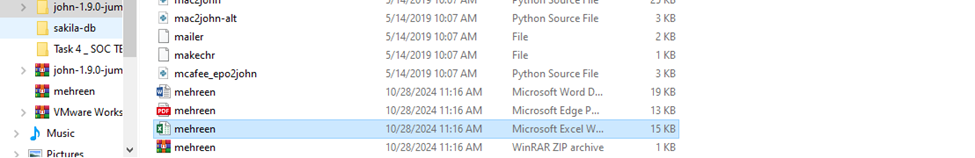 john-1.9.0-jum
sakila-db
Task 4 _ SOC TE
john-1.9.0-jum
mehreen
VMware Works
Music
Pictures
mac2john 5/14/2019 10:07 AM Python Source File 25 KB
mac2john-alt 5/14/2019 10:07 AM Python Source File 3 KB
mailer 5/14/2019 10:07 AM File 2 KB
makechr 5/14/2019 10:07 AM File 1 KB
mcafee_epo2john 5/14/2019 10:07 AM Python Source File 3 KB
mehreen 10/28/2024 11:16 AM Microsoft Word D... 19 KB
mehreen 10/28/2024 11:16 AM Microsoft Edge P... 13 KB
mehreen 10/28/2024 11:16 AM Microsoft Excel W... 15 KB
mehreen 10/28/2024 11:16 AM WinRAR ZIP archive 1 KB